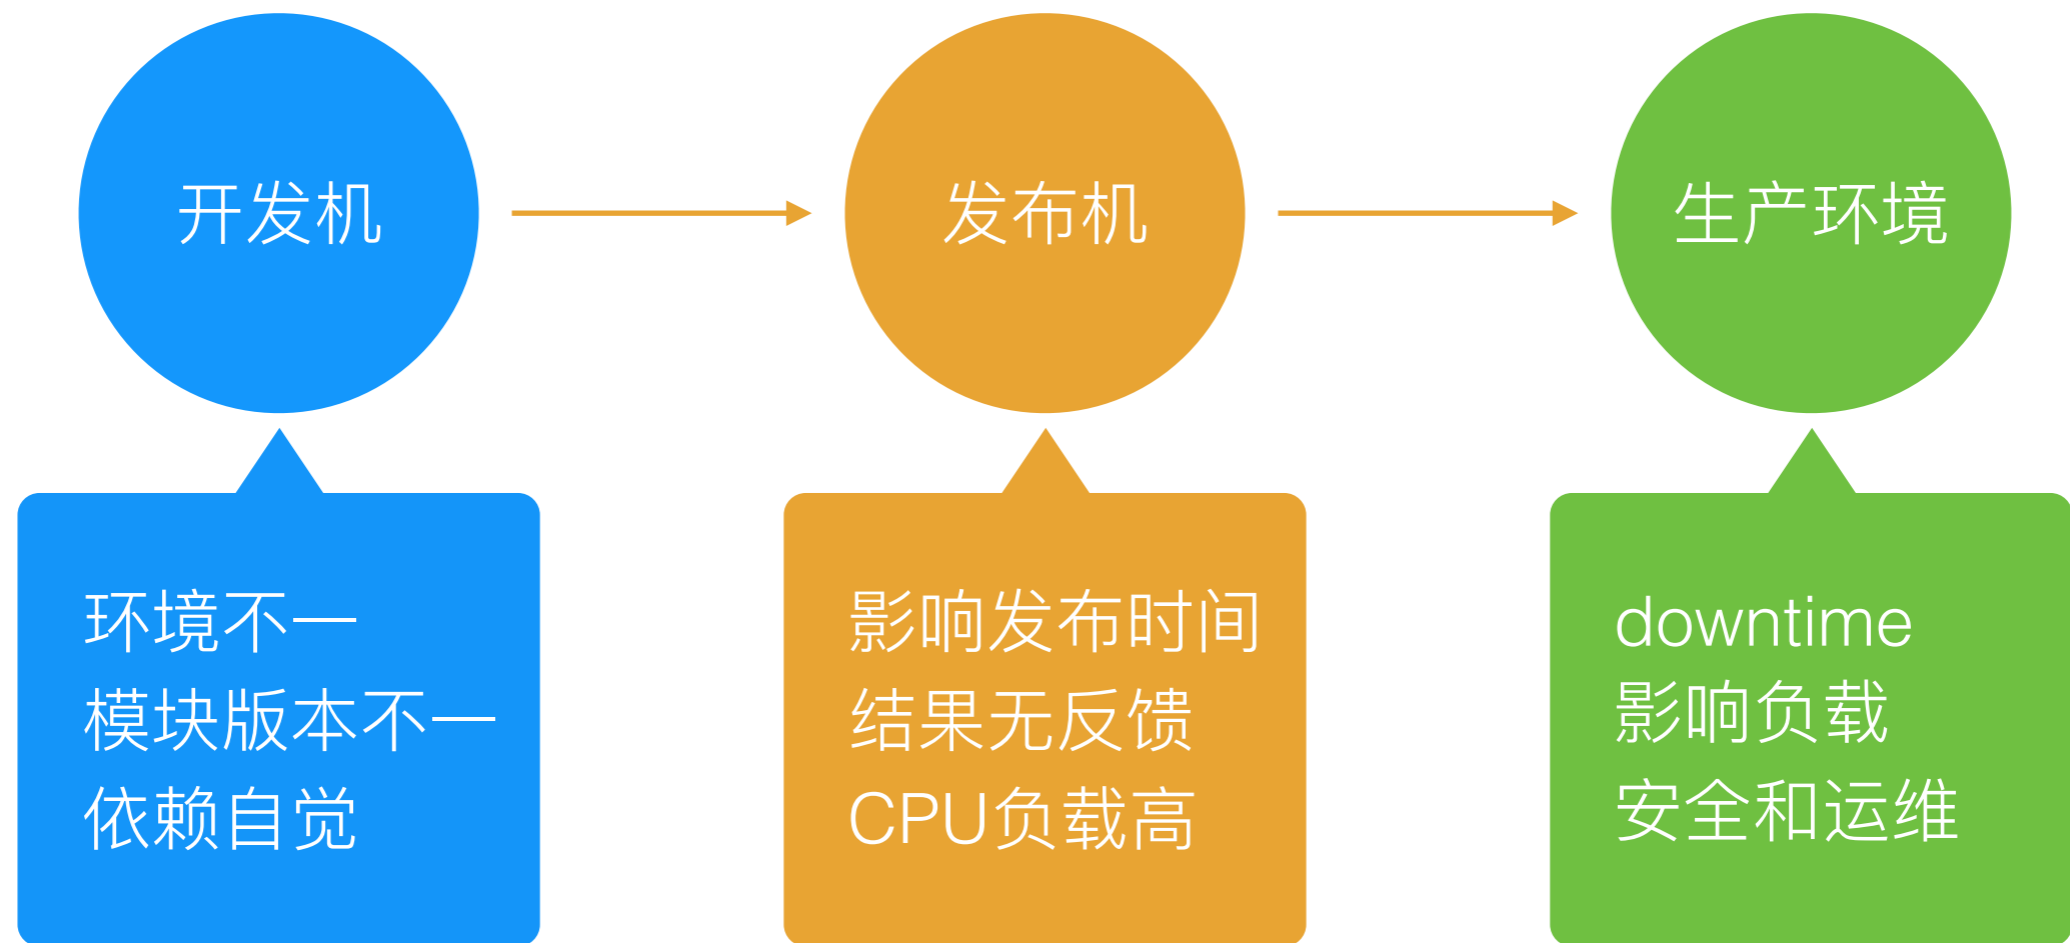 开发机
发布机
生产环境
环境不一
模块版本不一
依赖自觉
影响发布时间
结果无反馈
CPU负载高
downtime
影响负载
安全和运维